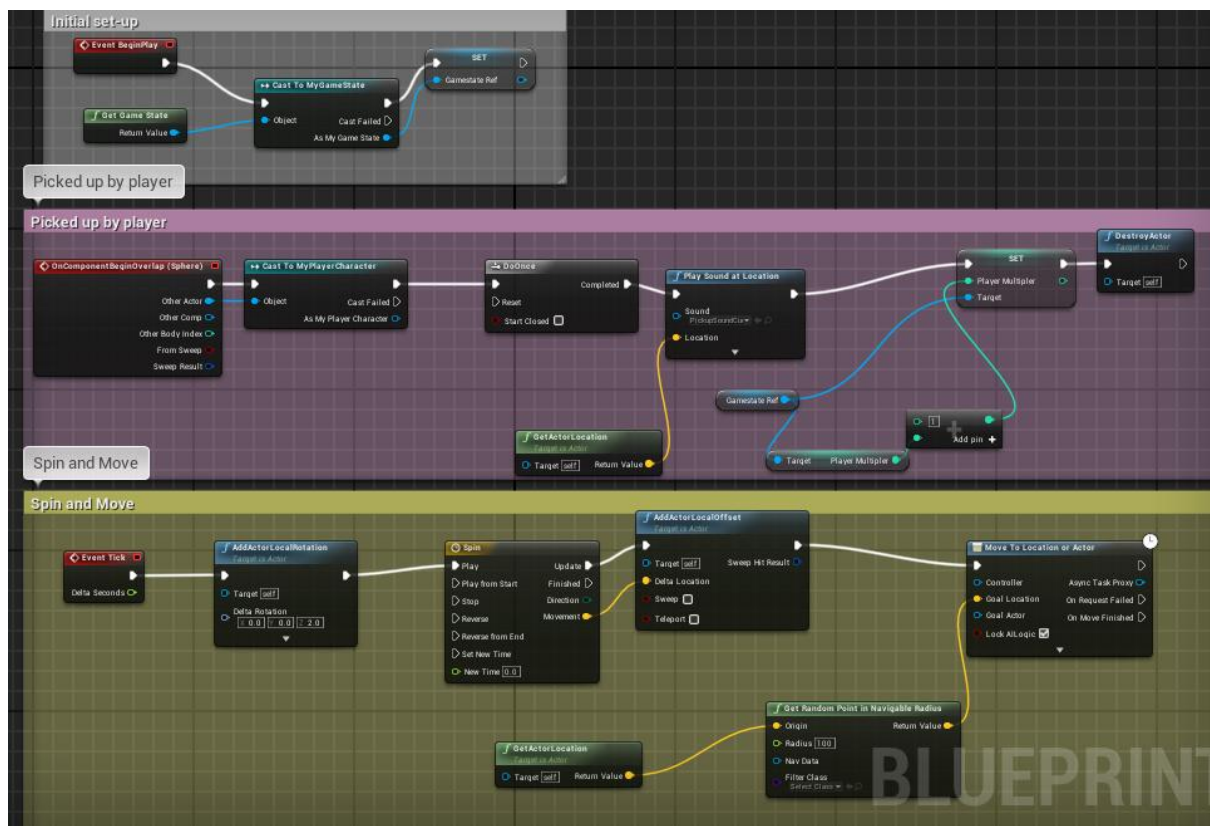 Initial set-up
Event BeginPlay
SET
Gamestate Ref
Cast To MyGameState
Object
Cast Failed
As My Game State
f Get Game State
Return Value
Picked up by player
Picked up by player
OnComponentBeginOverlap (Sphere)
Other Actor
Other Comp
Other Body Index
From Sweep
Sweep Result
Cast To MyPlayerCharacter
Object
Cast Failed
As My Player Character
DoOnce
Completed
Reset
Start Closed
f Play Sound at Location
Sound
Location
SET
Player Multipler
Target
f DestroyActor
Target is Actor
Target self
Gamestate Ref
1
Add pin +
Target Player Multipler
f GetActorLocation
Target is Actor
Target self Return Value
Spin and Move
Spin and Move
Event Tick
Delta Seconds
f AddActorLocalRotation
Target is Actor
Target self
Delta Rotation
X 0.0 Y 0.0 Z 2.0
Spin
Play Update
Play from Start Finished
Stop Direction
Reverse Movement
Reverse from End
Set New Time
New Time 0.0
f AddActorLocalOffset
Target is Actor
Target self Sweep Hit Result
Delta Location
Sweep
Teleport
Move To Location or Actor
Controller Async Task Proxy
Goal Location On Request Failed
Goal Actor On Move Finished
Lock AILogic
f Get Random Point in Navigable Radius
Origin Return Value
Radius 100
Nav Data
Filter Class
Select Class
f GetActorLocation
Target is Actor
Target self Return Value
BLUEPRINT